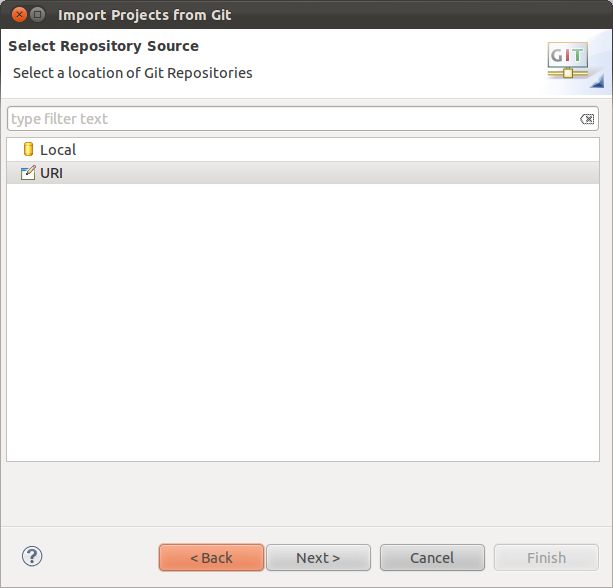 Import Projects from Git
Select Repository Source
Select a location of Git Repositories
GIT
type filter text
Local
URI
?
< Back
Next >
Cancel
Finish